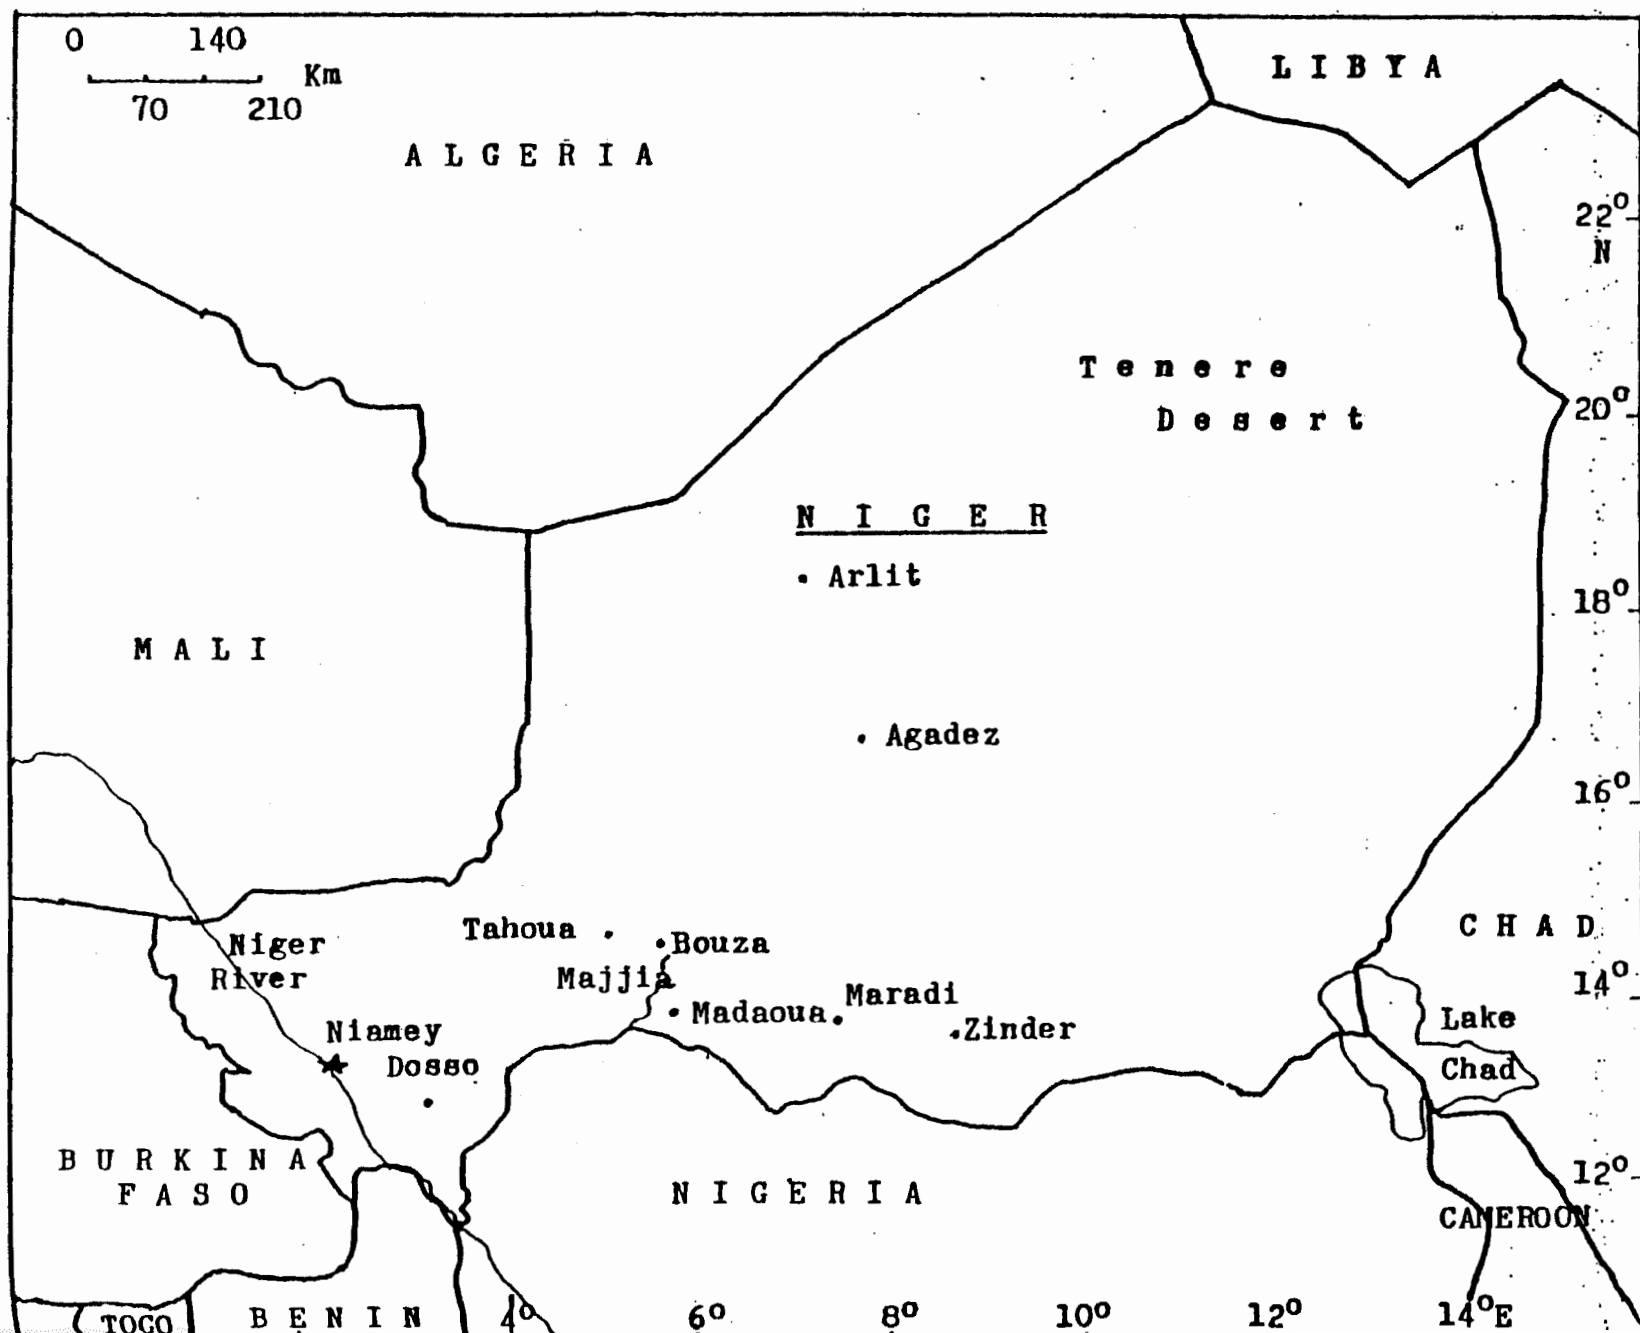 0 140
Km
70 210
LIBYA
ALGERIA
22°
N
Tenere
Desert
20°
NIGER
Arlit
18°
MALI
Agadez
16°
Tahoua
Bouza
Niger
River
Majjia
Madaoua
Maradi
Zinder
CHAD
14°
Lake
Chad
Niamey
Dosso
BURKINA
FASO
NIGERIA
12°
CAMEROON
TOGO
BENIN
4° 6° 8° 10° 12° 14°E